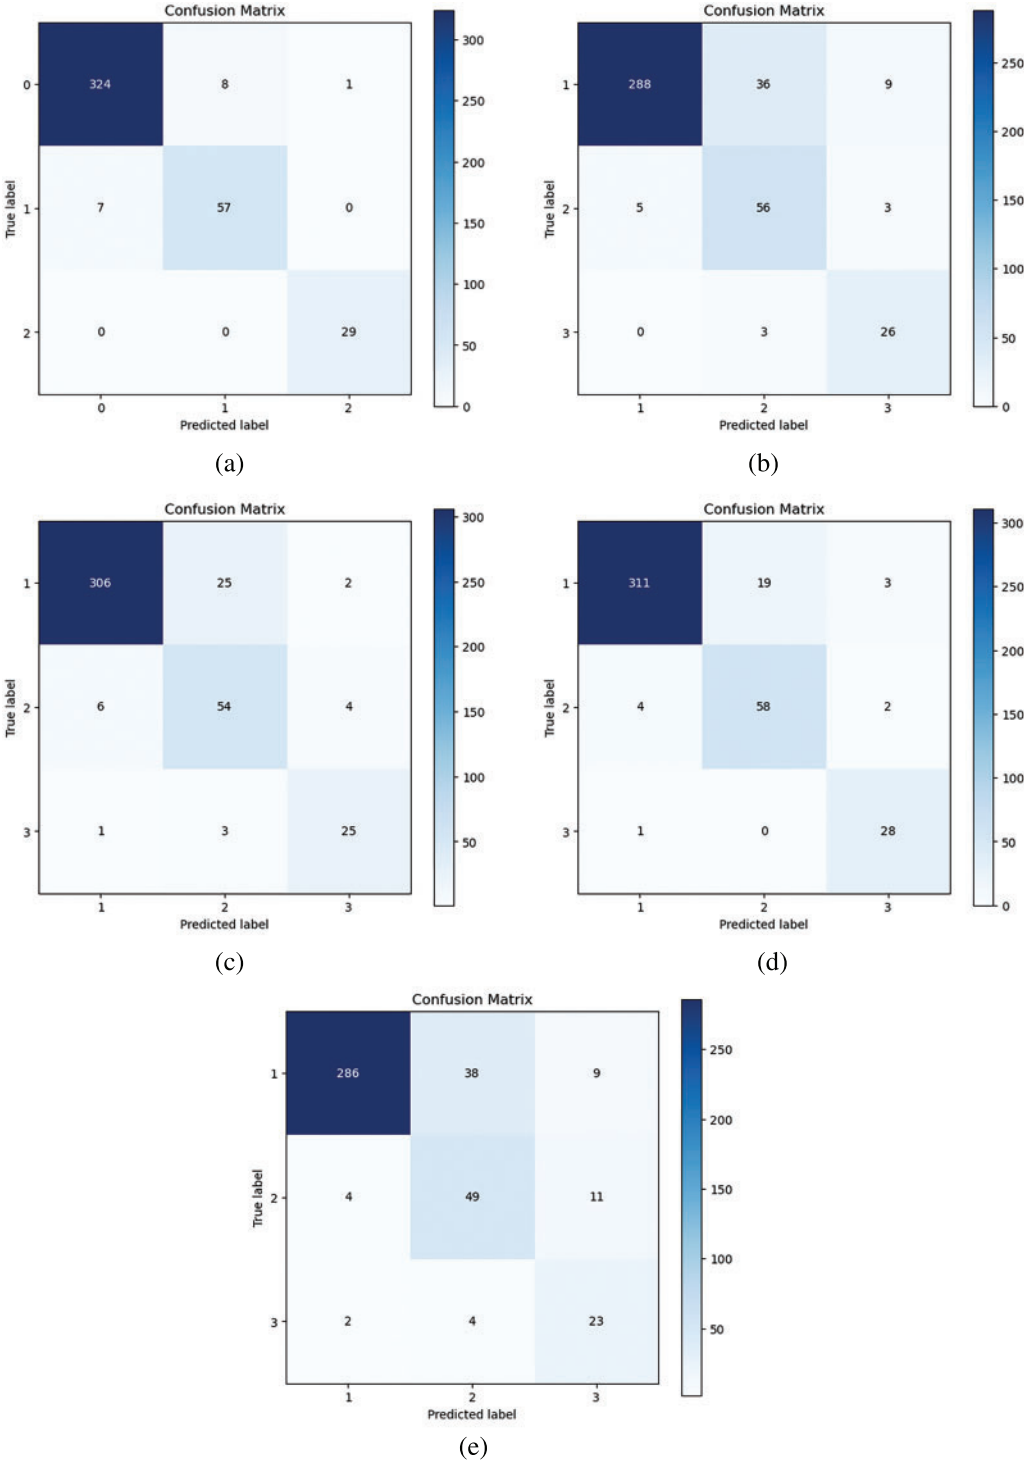 Confusion Matrix
0 324 8 1
1 7 57 0
2 0 0 29
0 1 2
True label
Predicted label
300
250
200
150
100
50
0
(a)
Confusion Matrix
1 288 36 9
2 5 56 3
3 0 3 26
1 2 3
True label
Predicted label
250
200
150
100
50
0
(b)
Confusion Matrix
1 306 25 2
2 6 54 4
3 1 3 25
1 2 3
True label
Predicted label
300
250
200
150
100
50
(c)
Confusion Matrix
1 311 19 3
2 4 58 2
3 1 0 28
1 2 3
True label
Predicted label
300
250
200
150
100
50
0
(d)
Confusion Matrix
1 286 38 9
2 4 49 11
3 2 4 23
1 2 3
True label
Predicted label
250
200
150
100
50
(e)